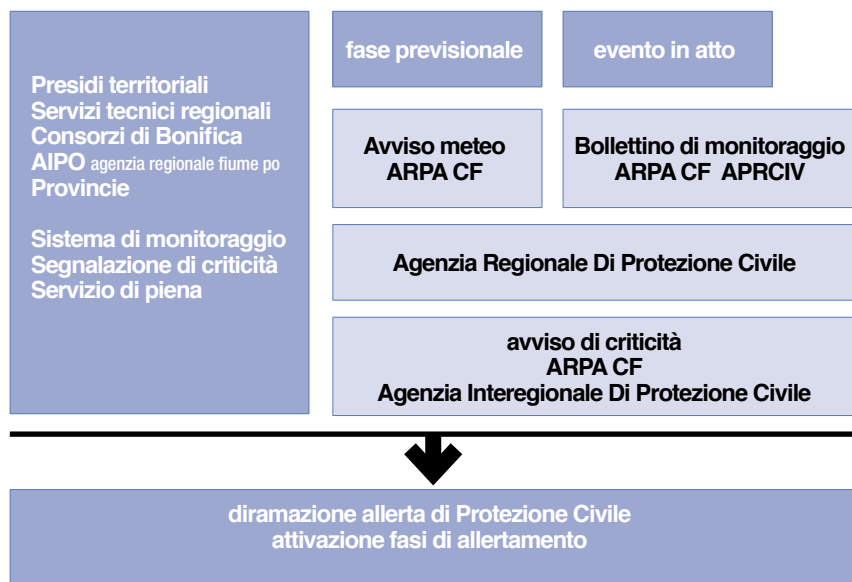 Presidi territoriali
Servizi tecnici regionali
Consorzi di Bonifica
AIPO agenzia regionale fiume po
Provincie
Sistema di monitoraggio
Segnalazione di criticità
Servizio di piena
fase previsionale
evento in atto
Avviso meteo
ARPA CF
Bollettino di monitoraggio
ARPA CF APRCIV
Agenzia Regionale Di Protezione Civile
avviso di criticità
ARPA CF
Agenzia Interegionale Di Protezione Civile
diramazione allerta di Protezione Civile
attivazione fasi di allertamento